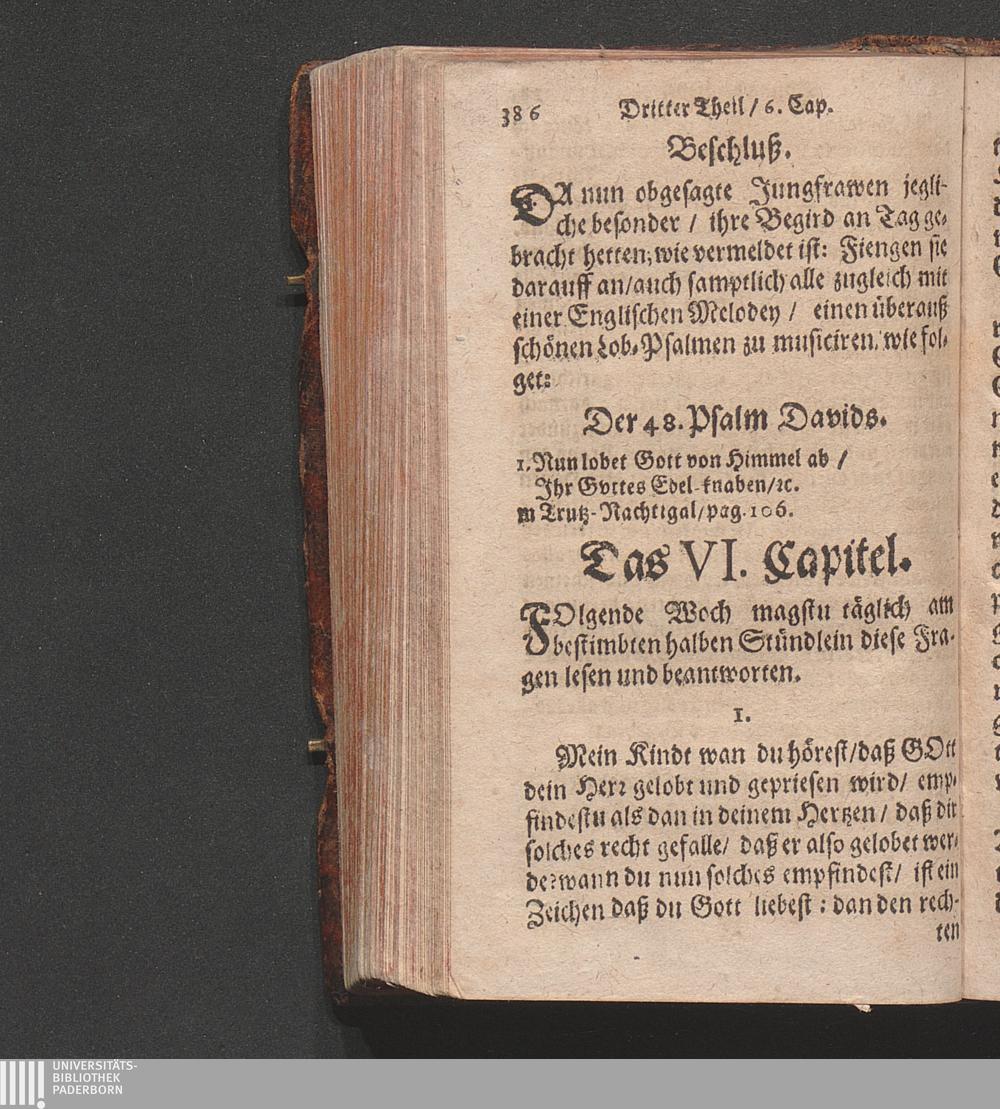 386 Dritter Theil / 6. Cap.
Beschluß.
DA nun obgesagte Jungfrawen jegli-
che besonder / ihre Begird an Tag ge-
bracht hetten, wie vermeldet ist: Fiengen sie
darauff an/auch samptlich alle zugleich mit
einer Englischen Melodey / einen überauß
schönen Lob-Psalmen zu musiciren, wie fol-
get:
Der 48. Psalm Davids.
1. Nun lobet Gott von Himmel ab /
Ihr Gottes Edel-knaben/ꝛc.
in Trutz-Nachtigal/pag. 106.
Das VI. Capitel.
FOlgende Woch magstu täglich am
bestimbten halben Stündlein diese Fra-
gen lesen und beantworten.
1.
Mein Kindt wan du hörest/daß GOtt
dein Herꝛ gelobt und gepriesen wird/ emp-
findestu als dan in deinem Hertzen / daß dir
solches recht gefalle/ daß er also gelobet wer-
de? wann du nun solches empfindest/ ist ein
Zeichen daß du Gott liebest : dan den rech-
ten
UNIVERSITÄTS-
BIBLIOTHEK
PADERBORN